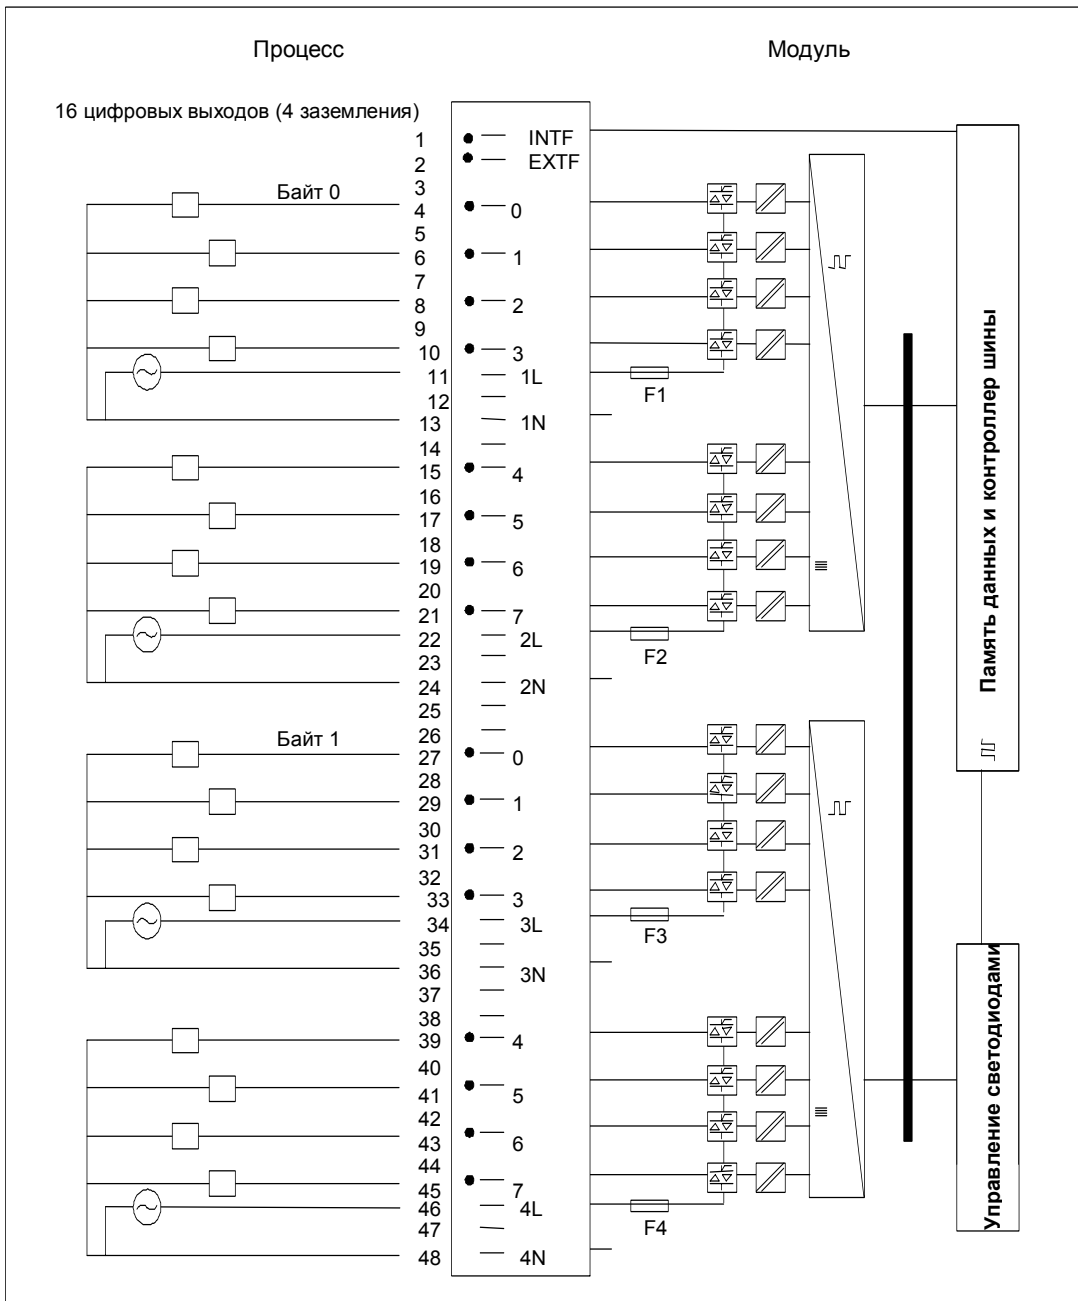 Процесс
Модуль
16 цифровых выходов (4 заземления)
1 INTF
2 EXTF
3
Байт 0
4 0
5
6 1
7
8 2
9
10 3
11 1L
F1
12
13 1N
14
15 4
16
17 5
18
19 6
20
21 7
22 2L
F2
23
24 2N
25
26
Байт 1
27 0
28
29 1
30
31 2
32
33 3
34 3L
F3
35
36 3N
37
38
39 4
40
41 5
42
43 6
44
45 7
46 4L
F4
47
48 4N
Память данных и контроллер шины
Управление светодиодами